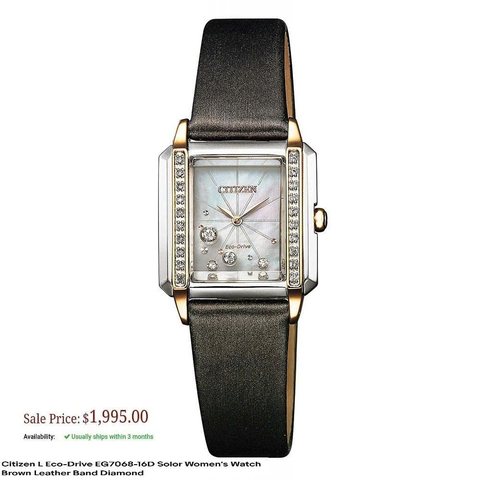 CITIZEN
Eco-Drive
Sale Price: $1,995.00
Availability: ✓ Usually ships within 3 months
Citizen L Eco-Drive EG7068-16D Solor Women's Watch
Brown Leather Band Diamond